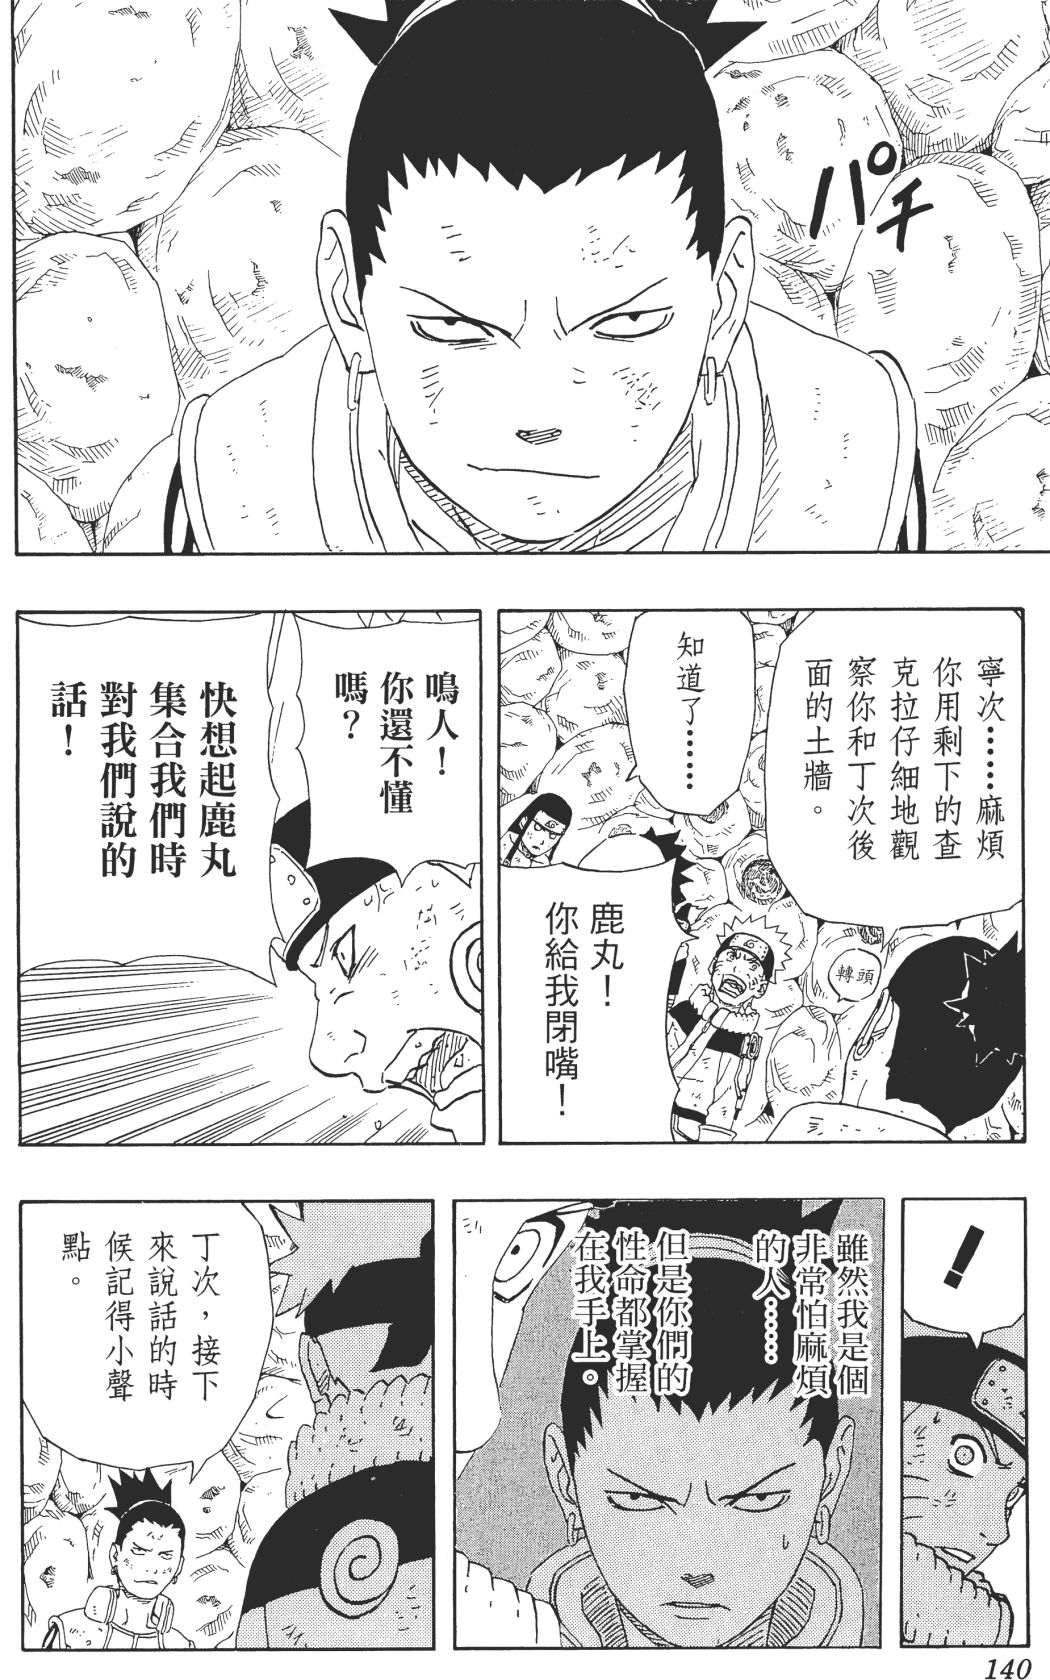 パチ
寧次⋯⋯麻煩
你用剩下的查
克拉仔細地觀
察你和丁次後
面的土牆。
知道了⋯⋯
轉頭
鹿丸！
你給我閉嘴！
鳴人！
你還不懂
嗎？
快想起鹿丸
集合我們時
對我們說的
話！
！
雖然我是個
非常怕麻煩
的人⋯⋯
但是你們的
性命都掌握
在我手上。
丁次，接下
來說話的時
候記得小聲
點。
140